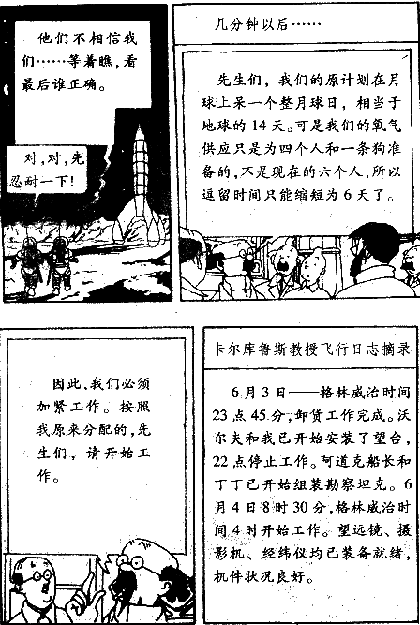 他们不相信我
们……等着瞧，看
最后谁正确。
对，对，先
忍耐一下！
几分钟以后……
先生们，我们的原计划在月
球上呆一个整月球日，相当于
地球的14天。可是我们的氧气
供应只是为四个人和一条狗准
备的，不是现在的六个人，所以
逗留时间只能缩短为6天了。
因此，我们必须
加紧工作。按照
我原来分配的，先
生们，请开始工
作。
卡尔库鲁斯教授飞行日志摘录
6月3日——格林威治时间
23点45分，卸货工作完成。沃
尔夫和我已开始安装了望台，
22点停止工作。阿道克船长和
丁丁已开始组装勘察坦克。6
月4日8时30分，格林威治时
间4时开始工作。望远镜、摄
影机、经纬仪均已装备就绪，
机件状况良好。